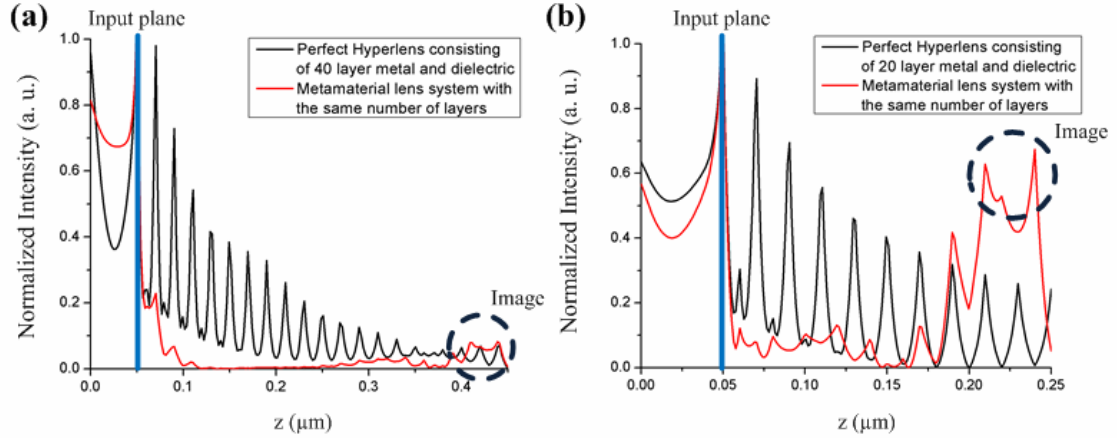 (a)
Input plane
Perfect Hyperlens consisting
of 40 layer metal and dielectric
Metamaterial lens system with
the same number of layers
Normalized Intensity (a. u.)
1.0
0.8
0.6
0.4
0.2
0.0
Image
0.0
0.1
0.2
0.3
0.4
z (µm)
(b)
Input plane
Perfect Hyperlens consisting
of 20 layer metal and dielectric
Metamaterial lens system with
the same number of layers
Image
Normalized Intensity (a. u.)
1.0
0.8
0.6
0.4
0.2
0.0
0.00
0.05
0.10
0.15
0.20
0.25
z (µm)